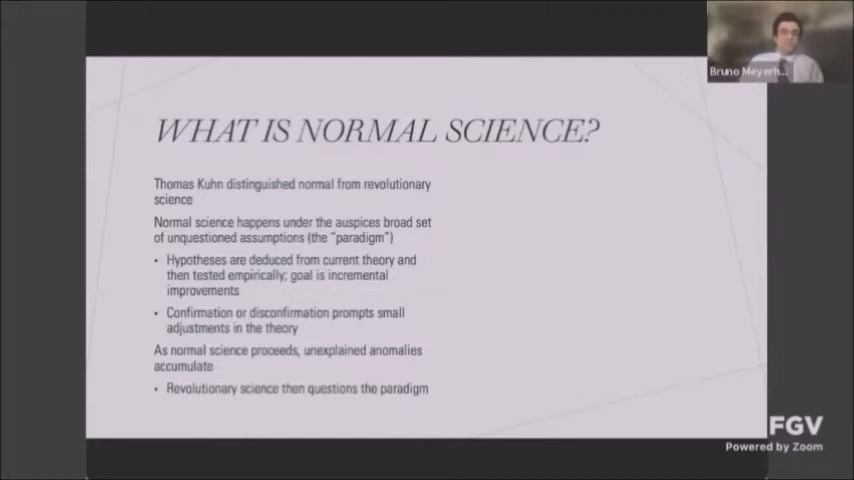 WHAT IS NORMAL SCIENCE?
Thomas Kuhn distinguished normal from revolutionary
science
Normal science happens under the auspices broad set
of unquestioned assumptions (the “paradigm”)
• Hypotheses are deduced from current theory and
then tested empirically; goal is incremental
improvements
• Confirmation or disconfirmation prompts small
adjustments in the theory
As normal science proceeds, unexplained anomalies
accumulate
• Revolutionary science then questions the paradigm
Bruno Meyerh...
FGV
Powered by Zoom